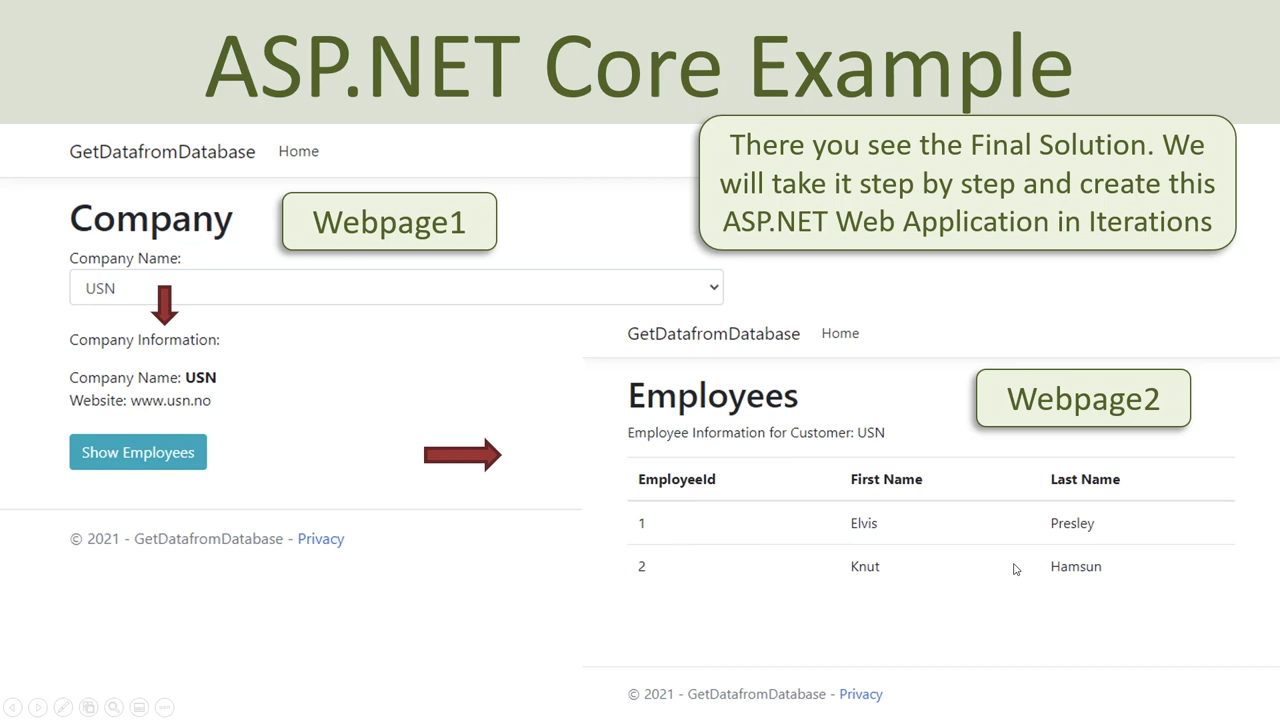 ASP.NET Core Example
There you see the Final Solution. We
will take it step by step and create this
ASP.NET Web Application in Iterations
GetDatafromDatabase Home
Company
Webpage1
Company Name:
USN
Company Information:
Company Name: USN
Website: www.usn.no
Show Employees
© 2021 - GetDatafromDatabase - Privacy
GetDatafromDatabase Home
Employees
Webpage2
Employee Information for Customer: USN
EmployeeId First Name Last Name
1 Elvis Presley
2 Knut Hamsun
© 2021 - GetDatafromDatabase - Privacy